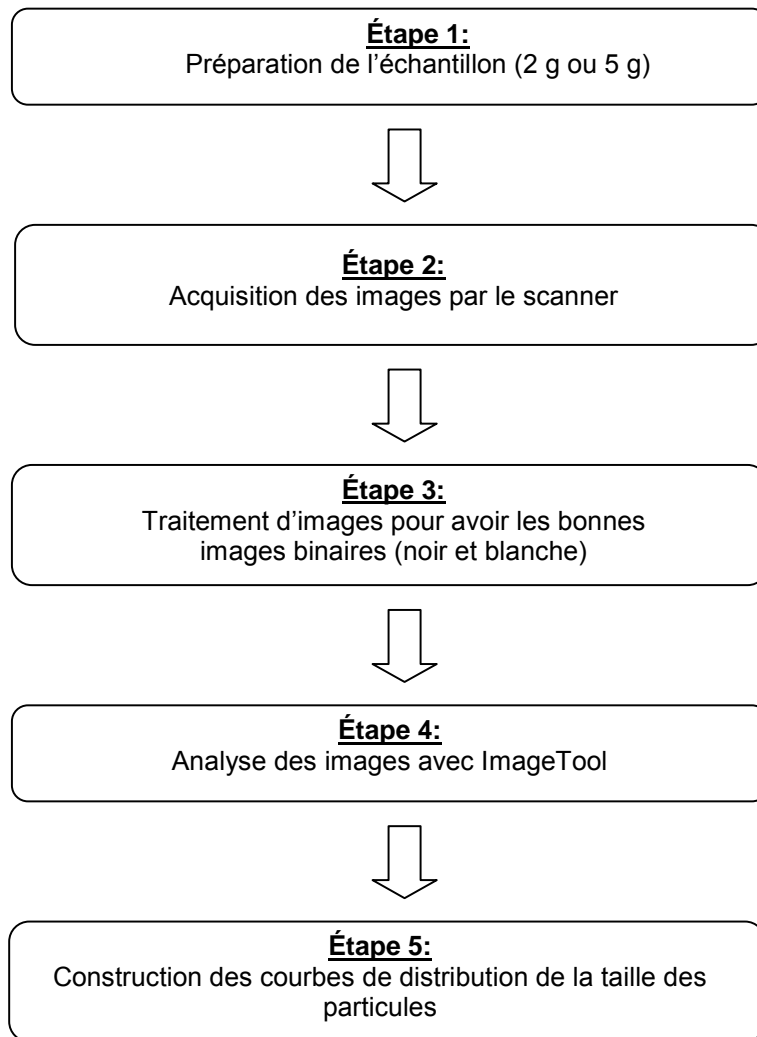 Étape 1:
Préparation de l’échantillon (2 g ou 5 g)
Étape 2:
Acquisition des images par le scanner
Étape 3:
Traitement d’images pour avoir les bonnes
images binaires (noir et blanche)
Étape 4:
Analyse des images avec ImageTool
Étape 5:
Construction des courbes de distribution de la taille des
particules